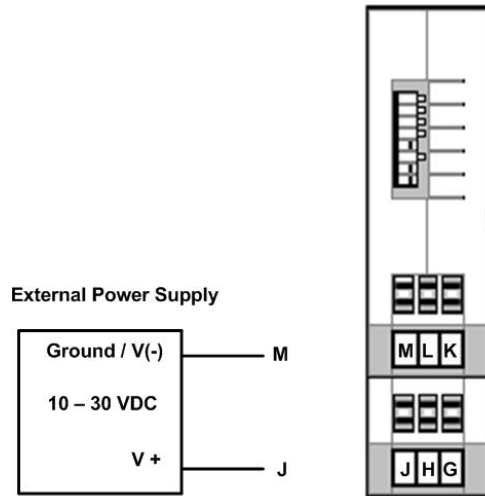 External Power Supply
Ground / V(-)
M
10 – 30 VDC
V +
J
M L K
J H G